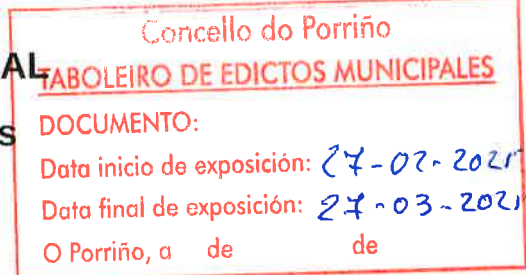 Concello do Porriño
AL
TABOLEIRO DE EDICTOS MUNICIPALES
S
DOCUMENTO:
Data inicio de exposición: 27-02-2021
Data final de exposición: 27-03-2021
O Porriño, a de de